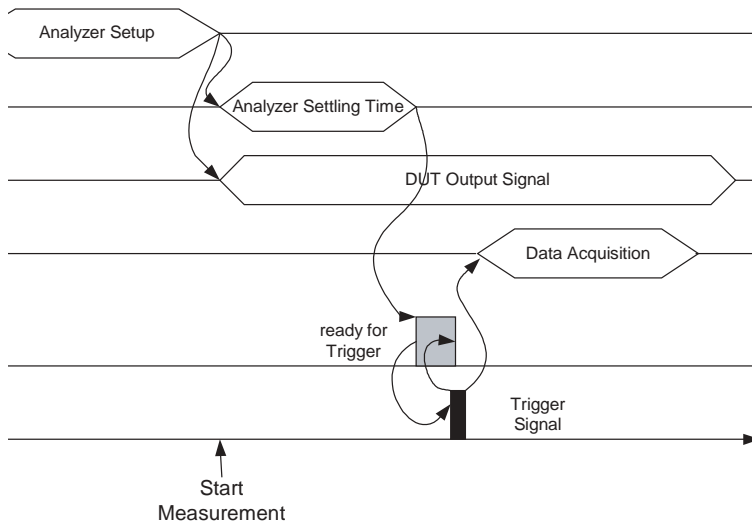 Analyzer Setup
Analyzer Settling Time
DUT Output Signal
Data Acquisition
ready for
Trigger
Trigger
Signal
Start
Measurement